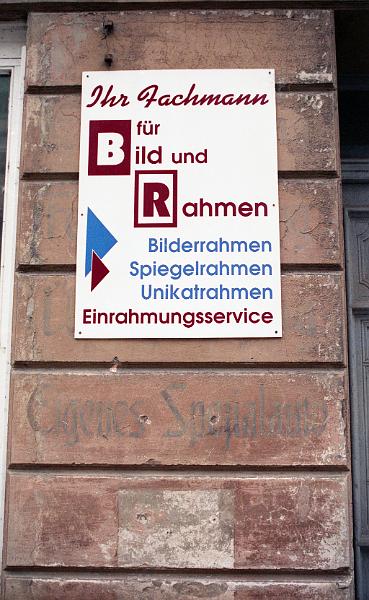 Ihr Fachmann
für
Bild und
Rahmen
Bilderrahmen
Spiegelrahmen
Unikatrahmen
Einrahmungsservice
Eigenes